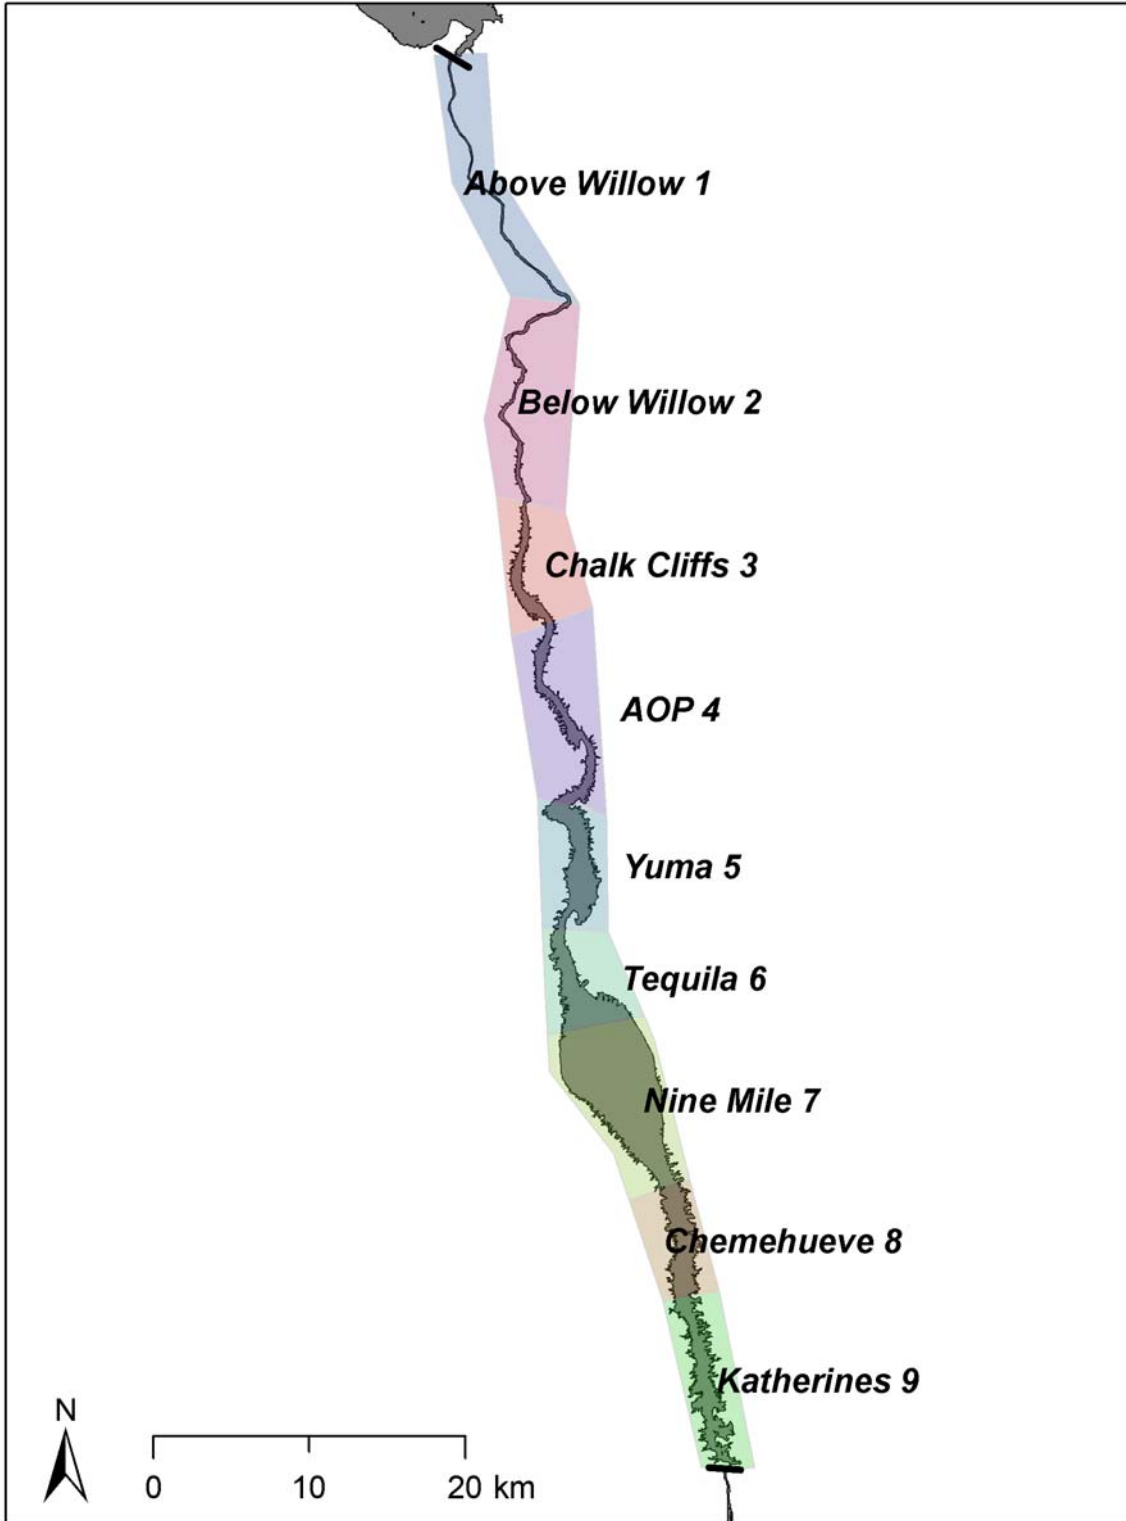 Above Willow 1
Below Willow 2
Chalk Cliffs 3
AOP 4
Yuma 5
Tequila 6
Nine Mile 7
Chemehueve 8
Katherines 9
N
0 10 20 km